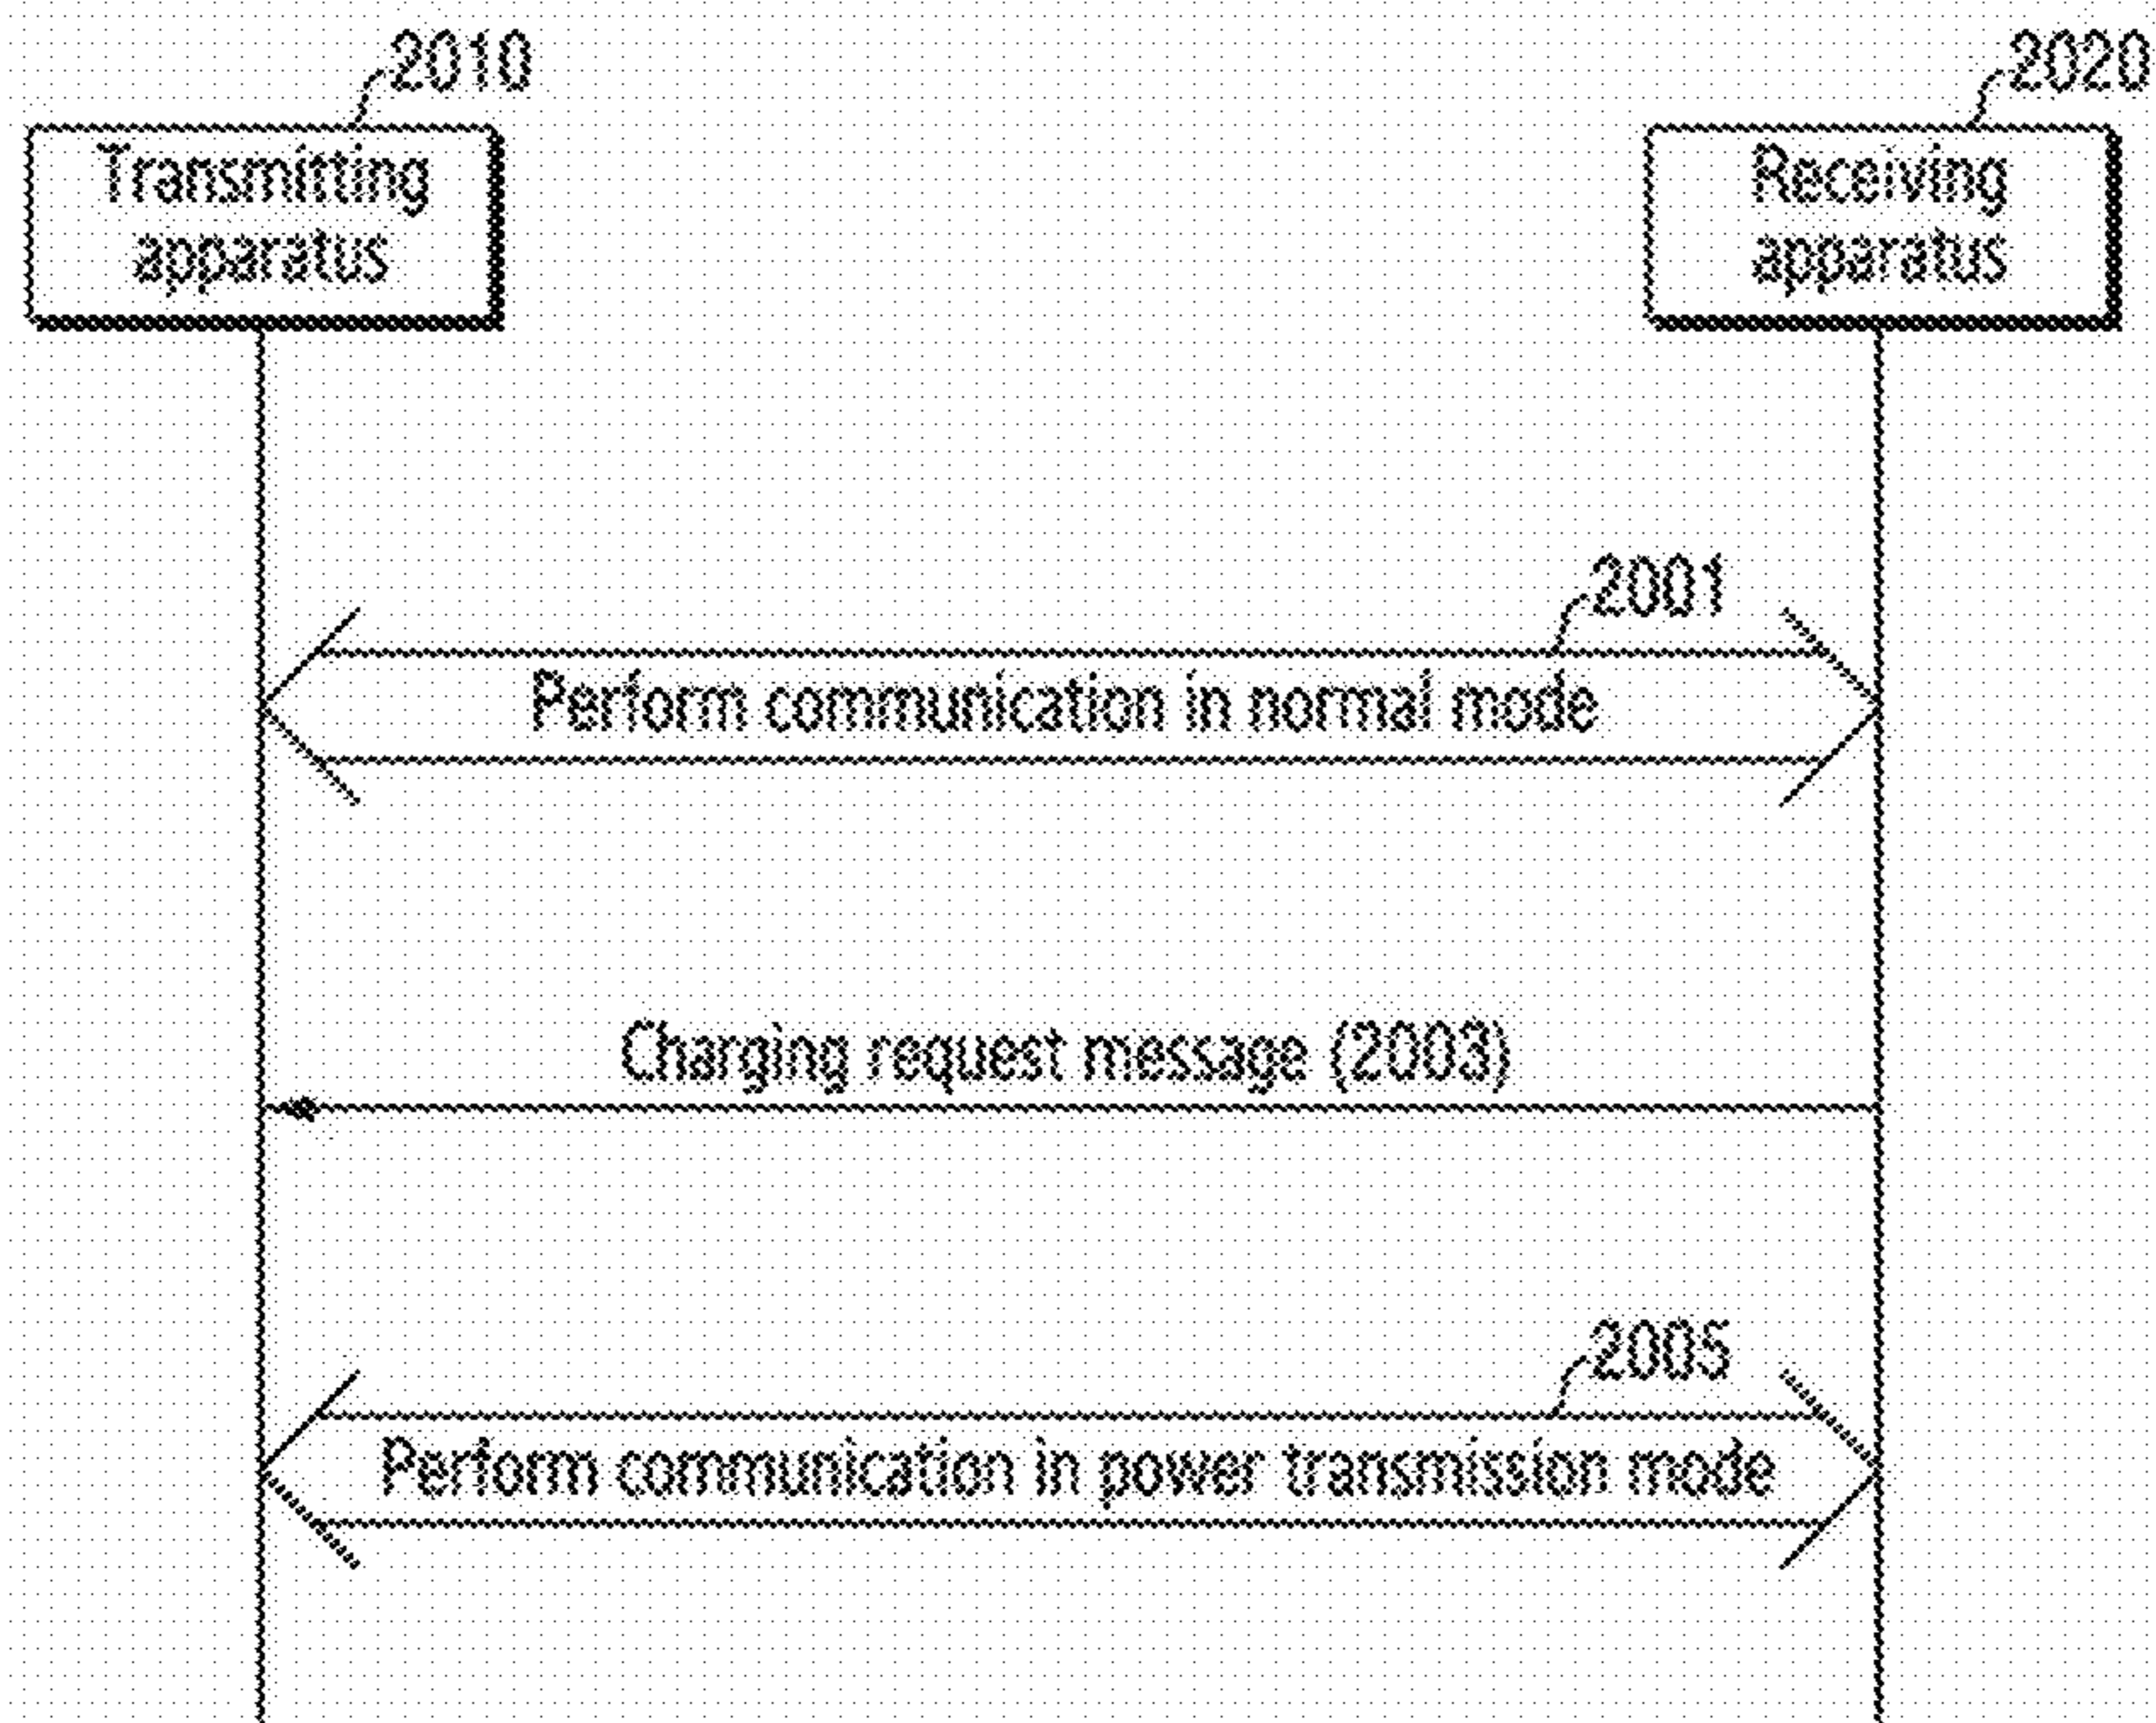 2010
2020
Transmitting
apparatus
Receiving
apparatus
2001
Perform communication in normal mode
Charging request message (2003)
2005
Perform communication in power transmission mode